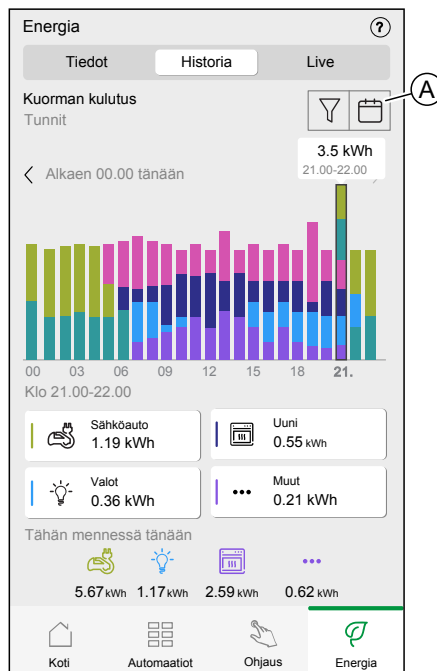 Energia ?
Tiedot Historia Live
A
Kuorman kulutus
Tunnit
3.5 kWh
21.00-22.00
Alkaen 00.00 tänään
00 03 06 09 12 15 18 21.
Klo 21.00-22.00
Sähköauto
1.19 kWh
Uuni
0.55 kWh
Valot
0.36 kWh
Muut
0.21 kWh
Tähän mennessä tänään
5.67 kWh 1.17 kWh 2.59 kWh 0.62 kWh
Koti Automaatiot Ohjaus Energia